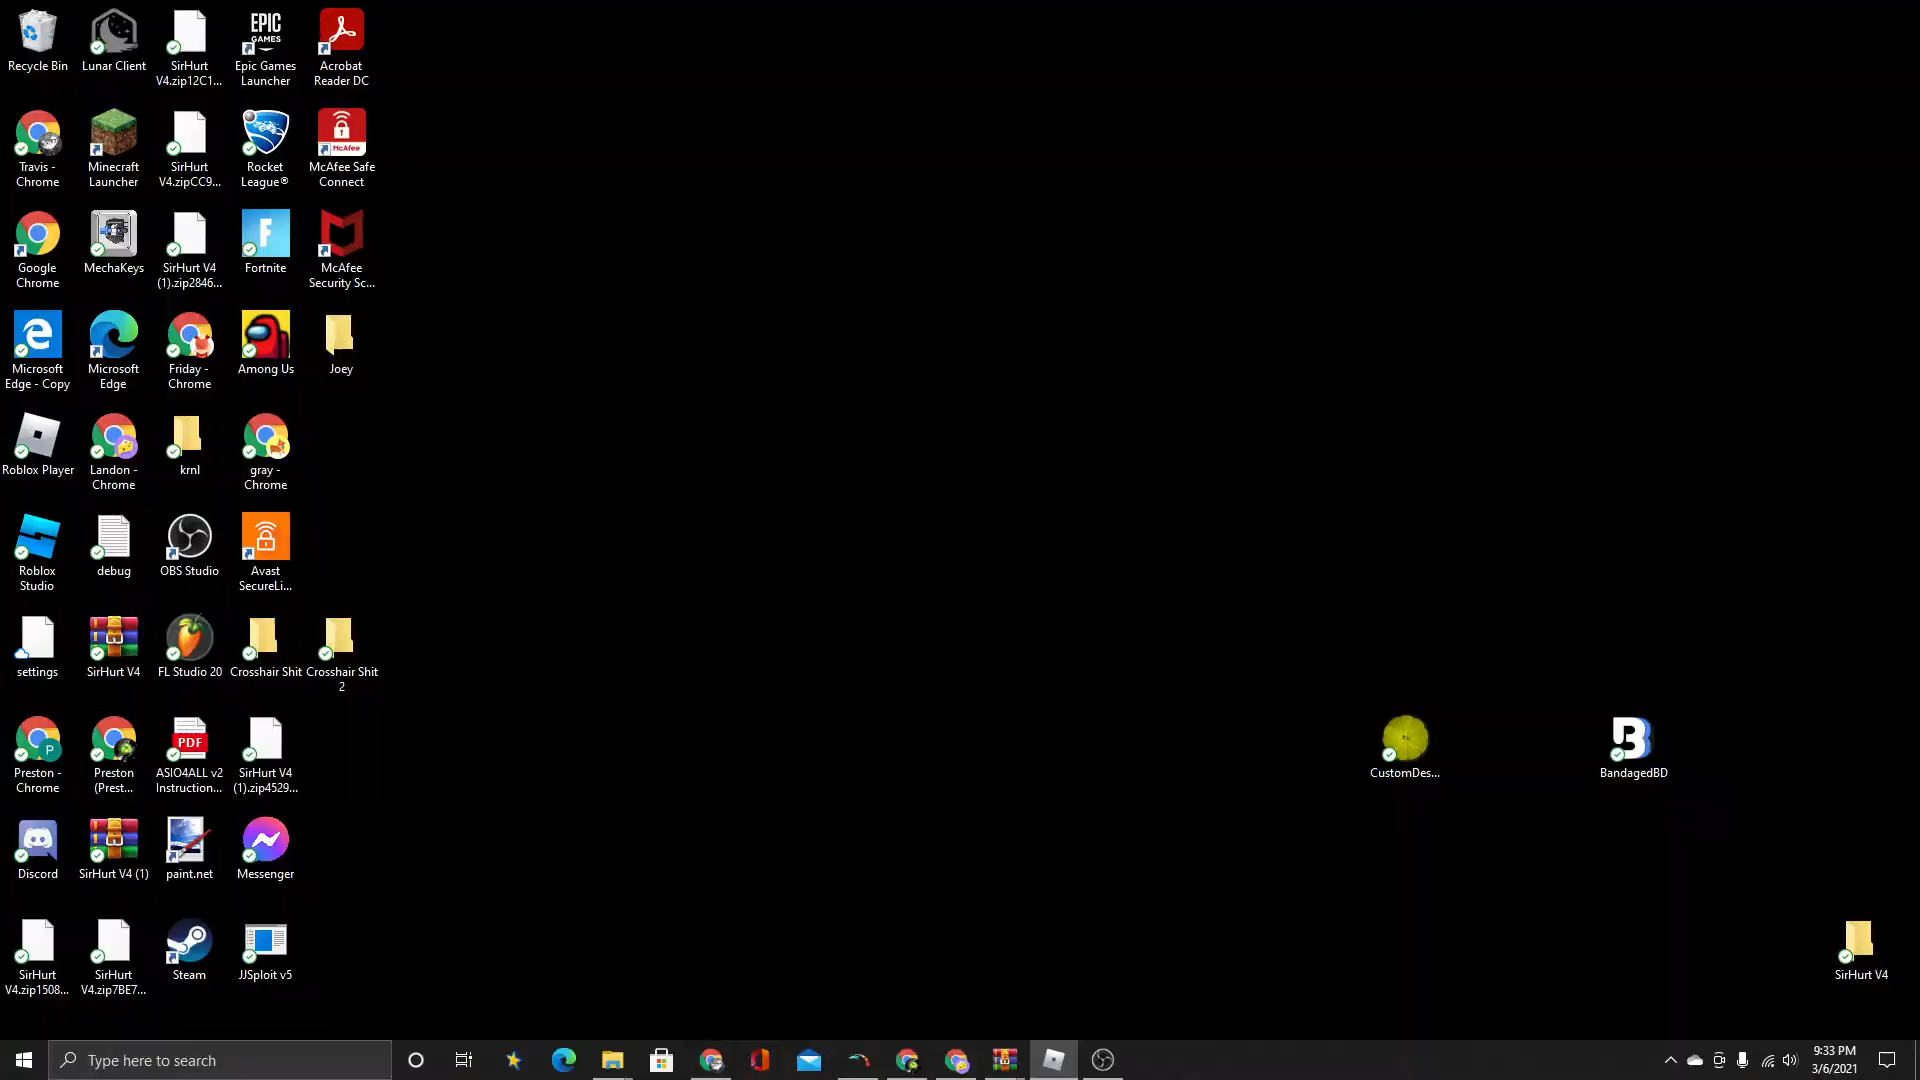 Recycle Bin
Lunar Client
SirHurt
V4.zip12C1...
EPIC
GAMES
Epic Games
Launcher
Acrobat
Reader DC
Travis -
Chrome
Minecraft
Launcher
SirHurt
V4.zipCC9...
Rocket
League®
McAfee
McAfee Safe
Connect
Google
Chrome
MechaKeys
SirHurt V4
(1).zip2846...
F
Fortnite
McAfee
Security Sc...
Microsoft
Edge - Copy
Microsoft
Edge
Friday -
Chrome
Among Us
Joey
Roblox Player
Landon -
Chrome
krnl
gray -
Chrome
Roblox
Studio
debug
OBS Studio
Avast
SecureLi...
settings
SirHurt V4
FL Studio 20
Crosshair Shit
Crosshair Shit
2
P
Preston -
Chrome
Preston
(Prest...
PDF
ASIO4ALL v2
Instruction...
SirHurt V4
(1).zip4529...
CustomDes...
BandagedBD
Discord
SirHurt V4 (1)
paint.net
Messenger
SirHurt
V4.zip1508...
SirHurt
V4.zip7BE7...
Steam
JJSploit v5
SirHurt V4
Type here to search
9:33 PM
3/6/2021